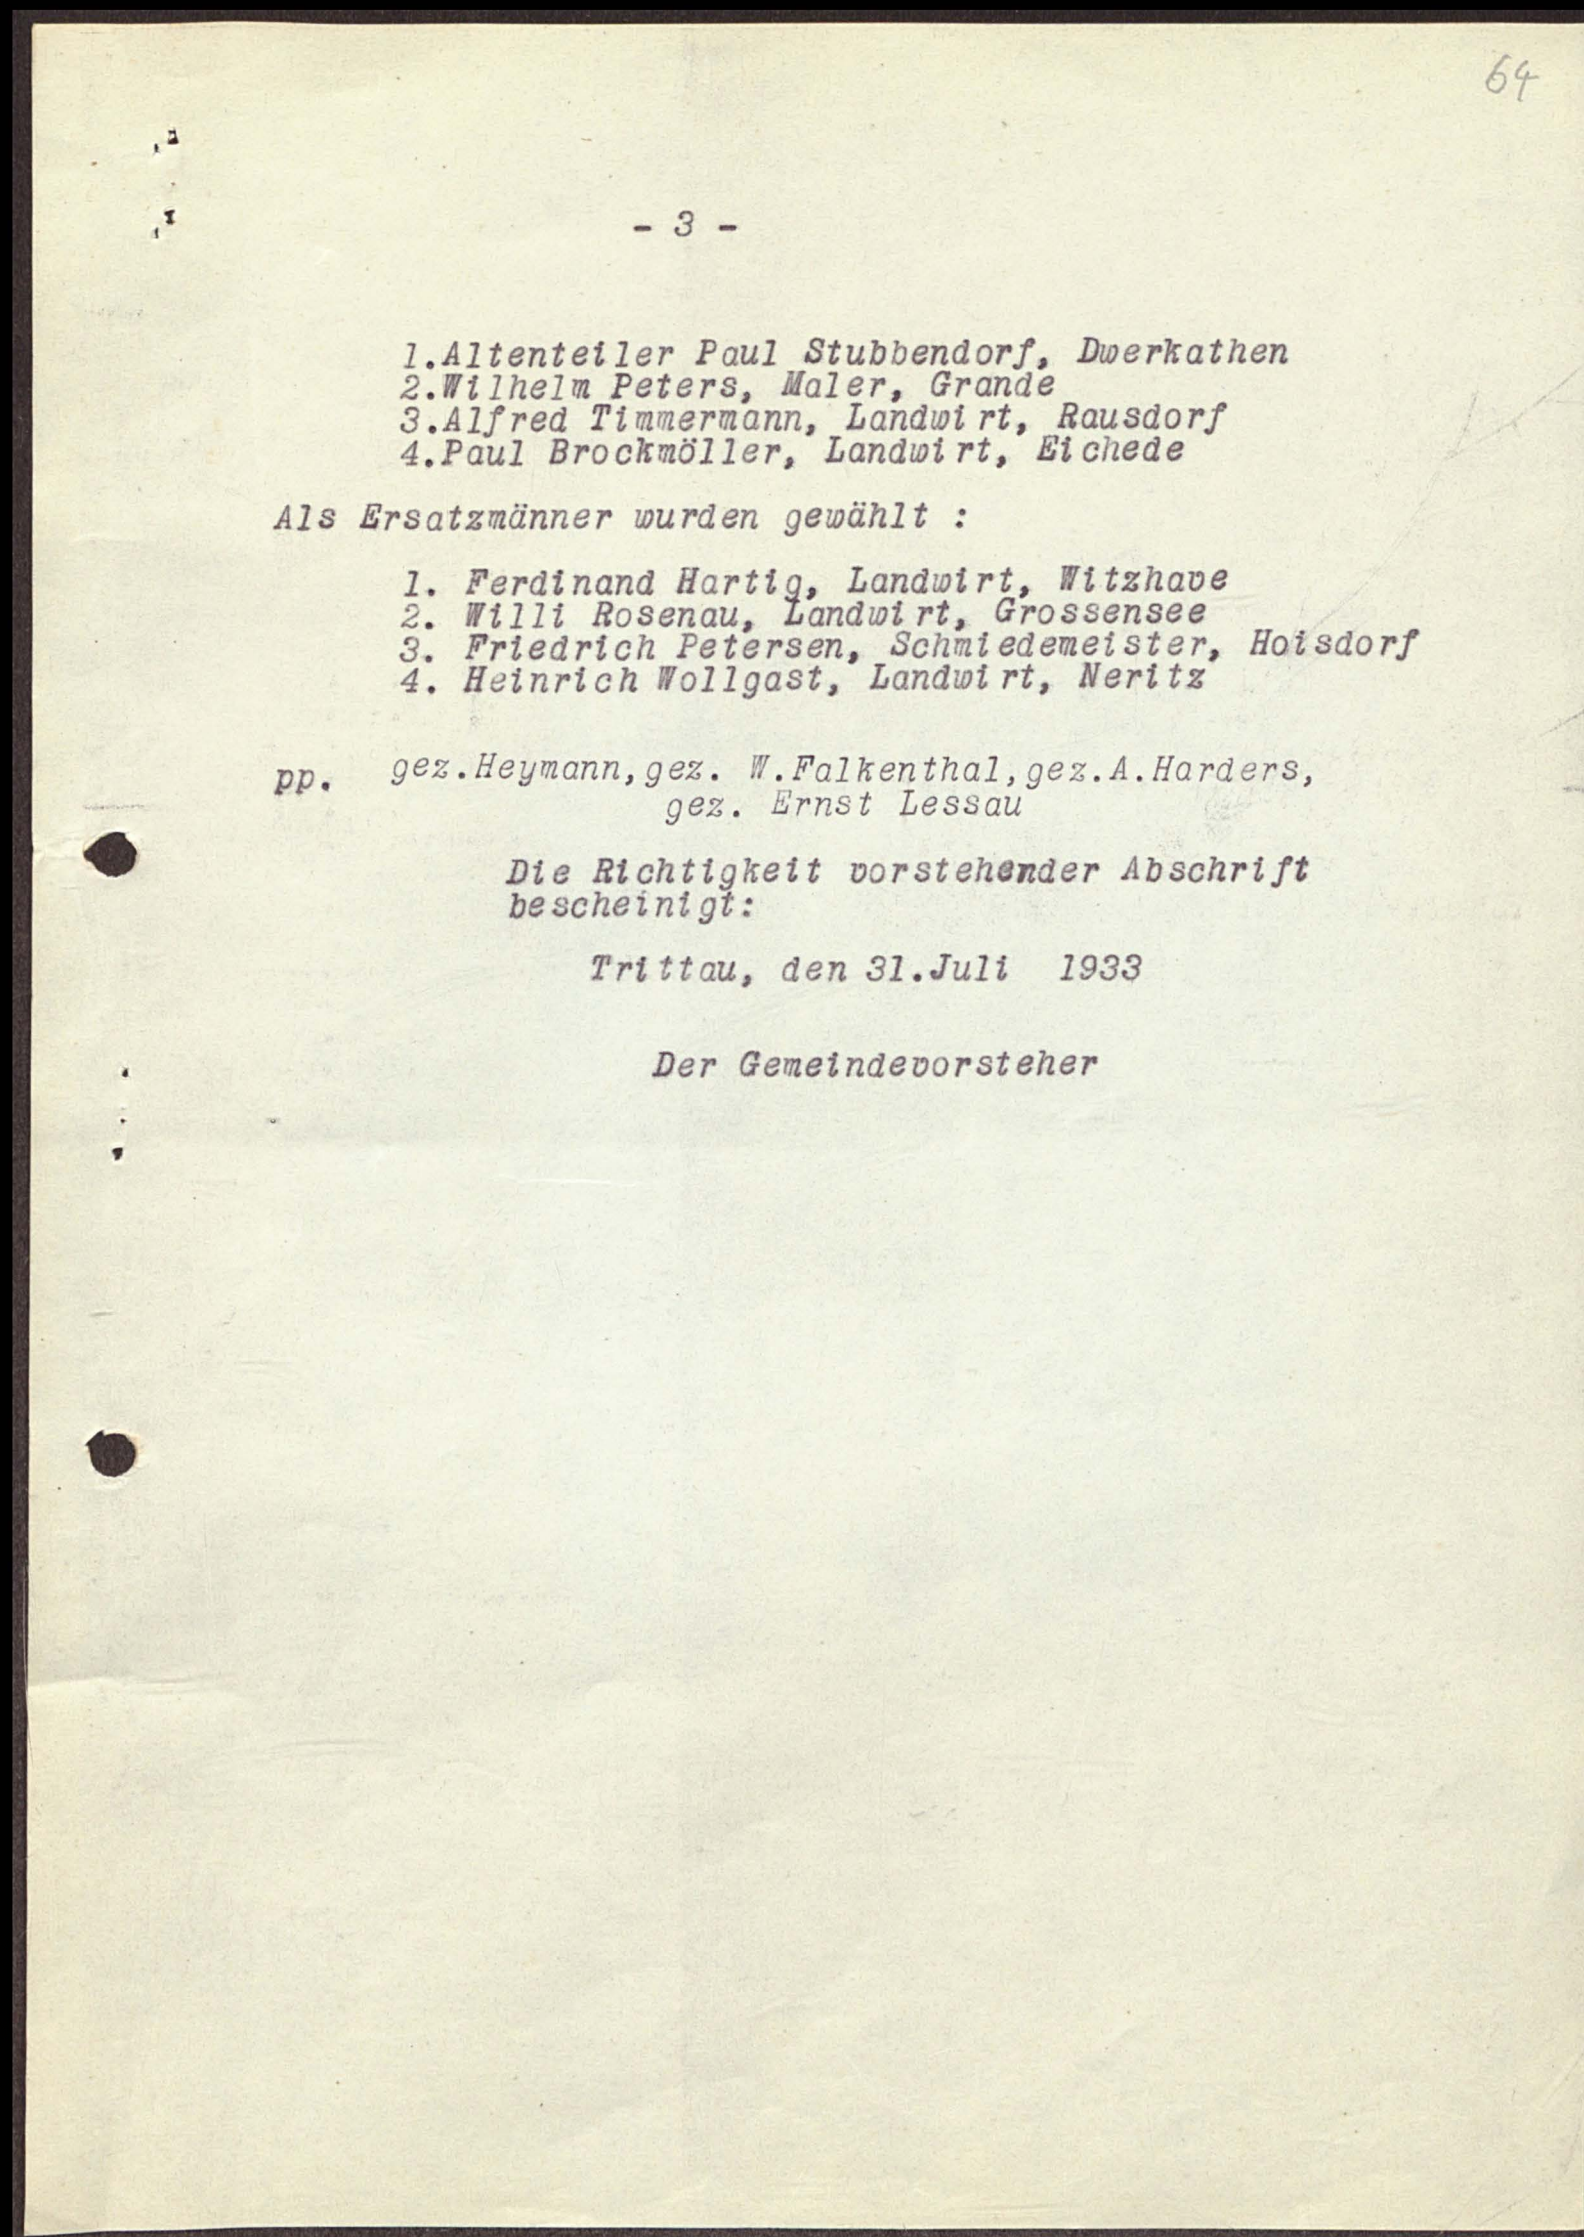 64
- 3 -
1.Altenteiler Paul Stubbendorf, Dwerkathen
2.Wilhelm Peters, Maler, Grande
3.Alfred Timmermann, Landwirt, Rausdorf
4.Paul Brockmöller, Landwirt, Eichede
Als Ersatzmänner wurden gewählt :
1. Ferdinand Hartig, Landwirt, Witzhave
2. Willi Rosenau, Landwirt, Grossensee
3. Friedrich Petersen, Schmiedemeister, Hoisdorf
4. Heinrich Wollgast, Landwirt, Neritz
pp. gez.Heymann,gez. W.Falkenthal,gez.A.Harders,
gez. Ernst Lessau
Die Richtigkeit vorstehender Abschrift
bescheinigt:
Trittau, den 31.Juli 1933
Der Gemeindevorsteher